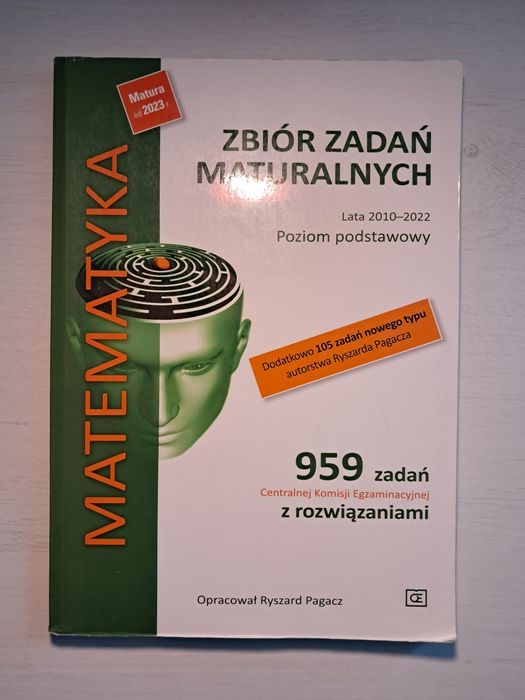 Matura
od 2023 r.
MATEMATYKA
ZBIÓR ZADAŃ
MATURALNYCH
Lata 2010–2022
Poziom podstawowy
Dodatkowo 105 zadań nowego typu
autorstwa Ryszarda Pagacza
959 zadań
Centralnej Komisji Egzaminacyjnej
z rozwiązaniami
Opracował Ryszard Pagacz
OE